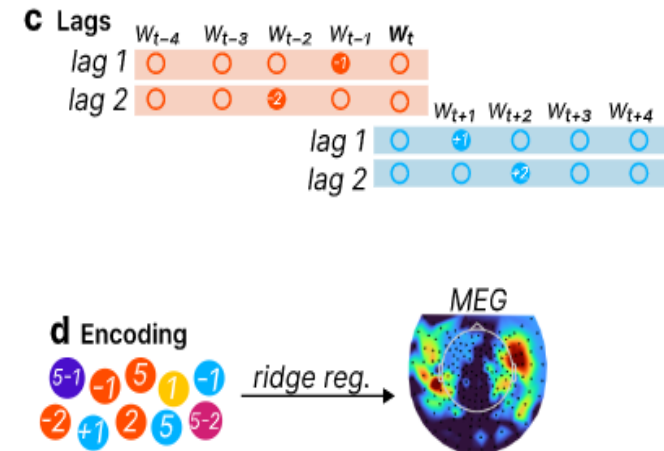 c Lags
Wt−4 Wt−3 Wt−2 Wt−1 Wt
lag 1 -1
lag 2 -2
Wt+1 Wt+2 Wt+3 Wt+4
lag 1 +1
lag 2 +2
MEG
d Encoding
5-1 -1 5 1 -1
ridge reg.
-2 +1 2 5 5-2